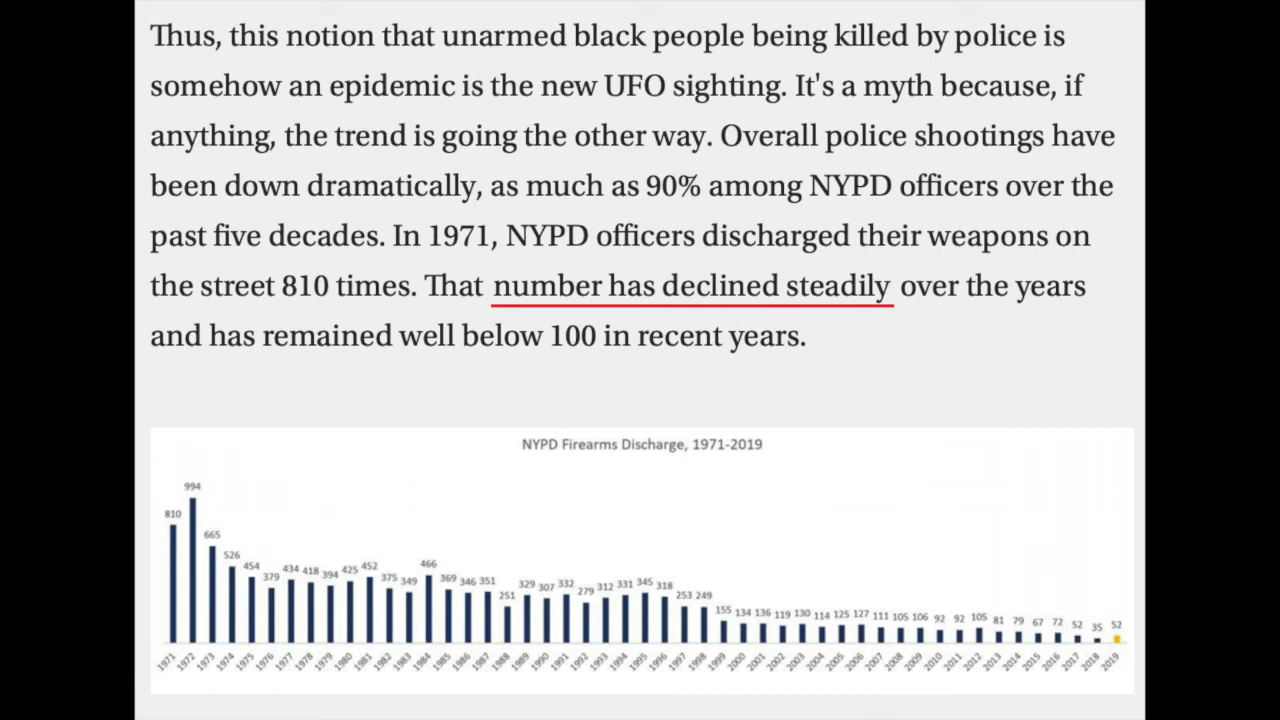 Thus, this notion that unarmed black people being killed by police is
somehow an epidemic is the new UFO sighting. It's a myth because, if
anything, the trend is going the other way. Overall police shootings have
been down dramatically, as much as 90% among NYPD officers over the
past five decades. In 1971, NYPD officers discharged their weapons on
the street 810 times. That number has declined steadily over the years
and has remained well below 100 in recent years.
NYPD Firearms Discharge, 1971-2019
810 994 665 526 454 379 434 418 394 425 452 375 349 466 369 346 351 251 329 307 332 279 312 331 345 318 253 249 155 134 136 119 130 114 125 127 111 105 106 92 92 105 81 79 67 72 52 35 52
1971 1972 1973 1974 1975 1976 1977 1978 1979 1980 1981 1982 1983 1984 1985 1986 1987 1988 1989 1990 1991 1992 1993 1994 1995 1996 1997 1998 1999 2000 2001 2002 2003 2004 2005 2006 2007 2008 2009 2010 2011 2012 2013 2014 2015 2016 2017 2018 2019